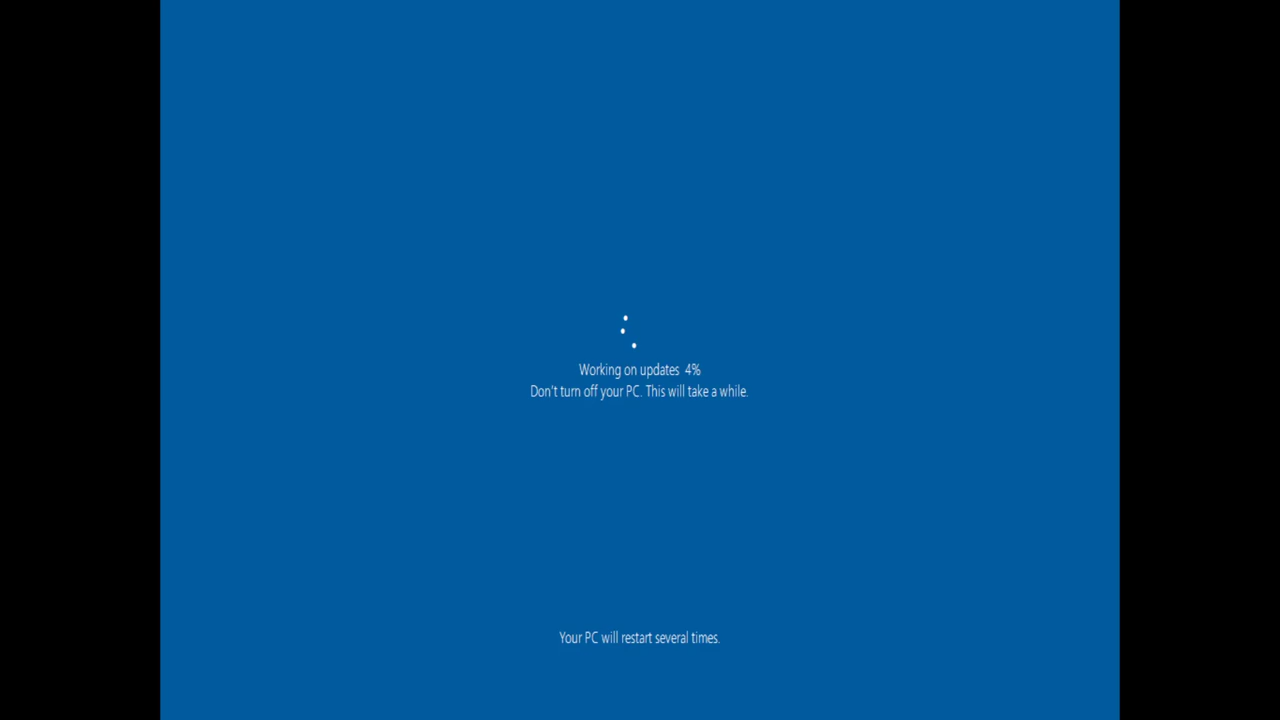 Working on updates  4%
Don't turn off your PC. This will take a while.
Your PC will restart several times.